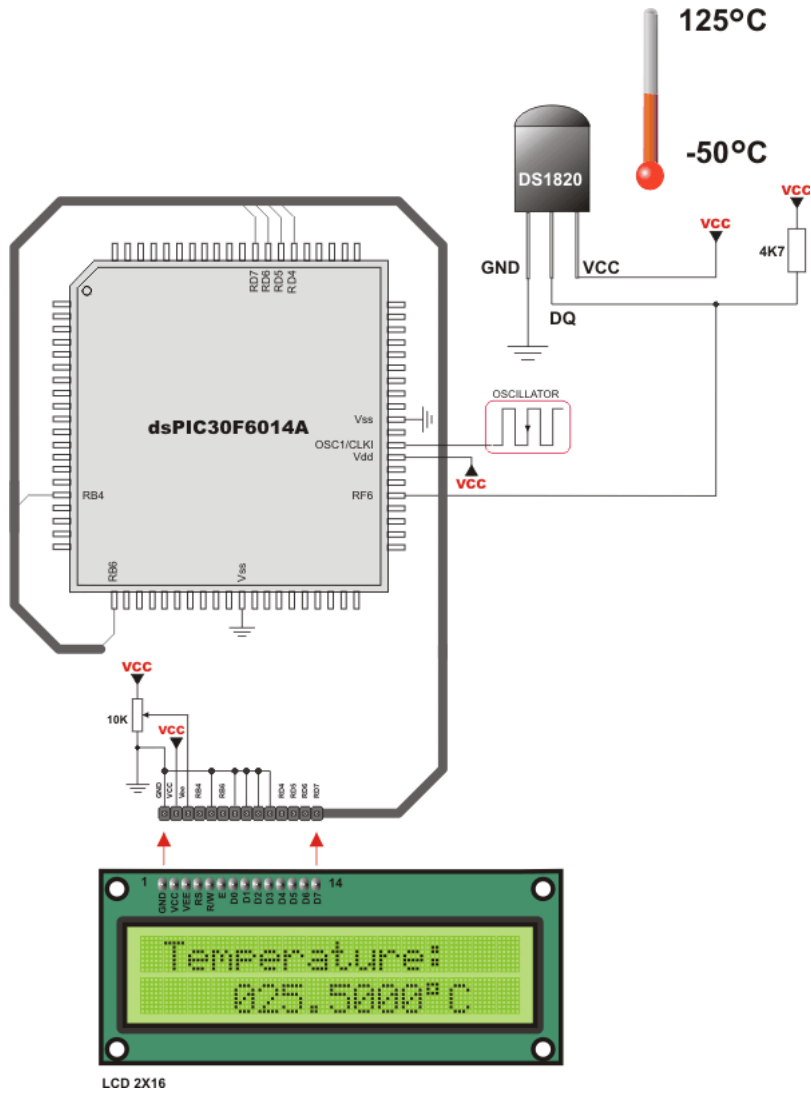 125°C
-50°C
DS1820
VCC
VCC
4K7
GND
VCC
DQ
RD7
RD6
RD5
RD4
OSCILLATOR
dsPIC30F6014A
Vss
OSC1/CLKI
Vdd
VCC
RB4
RF6
RB6
Vss
VCC
10K
VCC
GND
VCC
Vee
RB4
RB6
RD4
RD5
RD6
RD7
1
14
GND
VCC
VEE
RS
R/W
E
D0
D1
D2
D3
D4
D5
D6
D7
Temperature:
025.5000°C
LCD 2X16